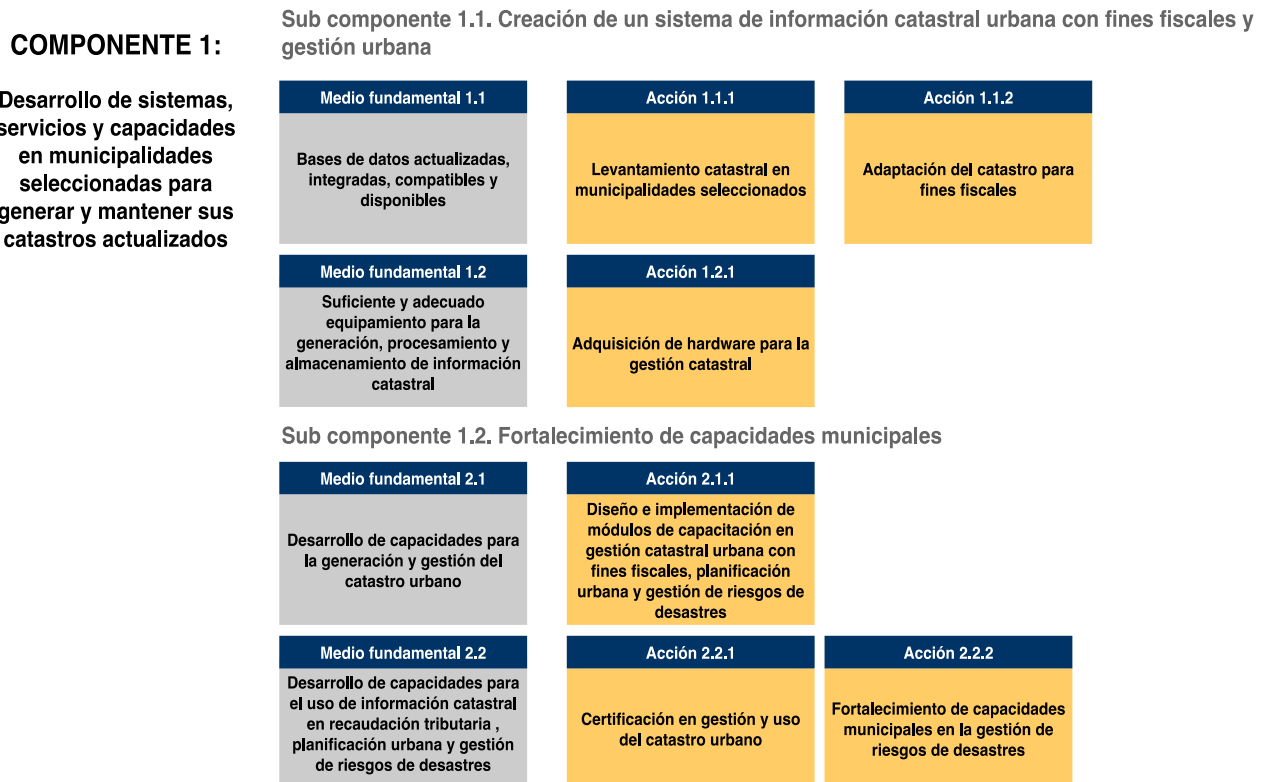 COMPONENTE 1:
Desarrollo de sistemas,
servicios y capacidades
en municipalidades
seleccionadas para
generar y mantener sus
catastros actualizados
Sub componente 1.1. Creación de un sistema de información catastral urbana con fines fiscales y
gestión urbana
Medio fundamental 1.1
Bases de datos actualizadas,
integradas, compatibles y
disponibles
Acción 1.1.1
Levantamiento catastral en
municipalidades seleccionados
Acción 1.1.2
Adaptación del catastro para
fines fiscales
Medio fundamental 1.2
Suficiente y adecuado
equipamiento para la
generación, procesamiento y
almacenamiento de información
catastral
Acción 1.2.1
Adquisición de hardware para la
gestión catastral
Sub componente 1.2. Fortalecimiento de capacidades municipales
Medio fundamental 2.1
Desarrollo de capacidades para
la generación y gestión del
catastro urbano
Acción 2.1.1
Diseño e implementación de
módulos de capacitación en
gestión catastral urbana con
fines fiscales, planificación
urbana y gestión de riesgos de
desastres
Medio fundamental 2.2
Desarrollo de capacidades para
el uso de información catastral
en recaudación tributaria ,
planificación urbana y gestión
de riesgos de desastres
Acción 2.2.1
Certificación en gestión y uso
del catastro urbano
Acción 2.2.2
Fortalecimiento de capacidades
municipales en la gestión de
riesgos de desastres